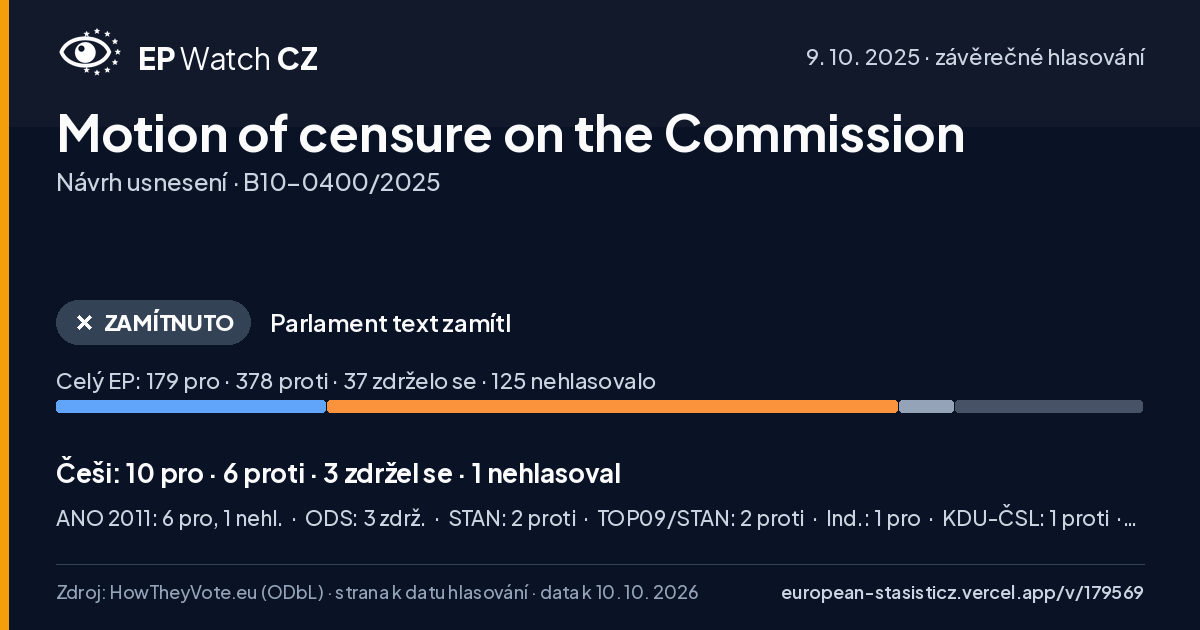 EP Watch CZ
9. 10. 2025 · závěrečné hlasování
Motion of censure on the Commission
Návrh usnesení · B10-0400/2025
✕ ZAMÍTNUTO
Parlament text zamítl
Celý EP: 179 pro · 378 proti · 37 zdrželo se · 125 nehlasovalo
Češi: 10 pro · 6 proti · 3 zdržel se · 1 nehlasoval
ANO 2011: 6 pro, 1 nehl. · ODS: 3 zdrž. · STAN: 2 proti · TOP09/STAN: 2 proti · Ind.: 1 pro · KDU-ČSL: 1 proti ·…
Zdroj: HowTheyVote.eu (ODbL) · strana k datu hlasování · data k 10. 10. 2026
european-stasisticz.vercel.app/v/179569